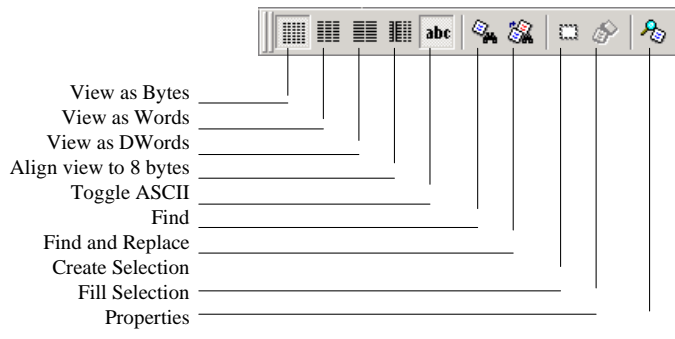 abc
View as Bytes
View as Words
View as DWords
Align view to 8 bytes
Toggle ASCII
Find
Find and Replace
Create Selection
Fill Selection
Properties